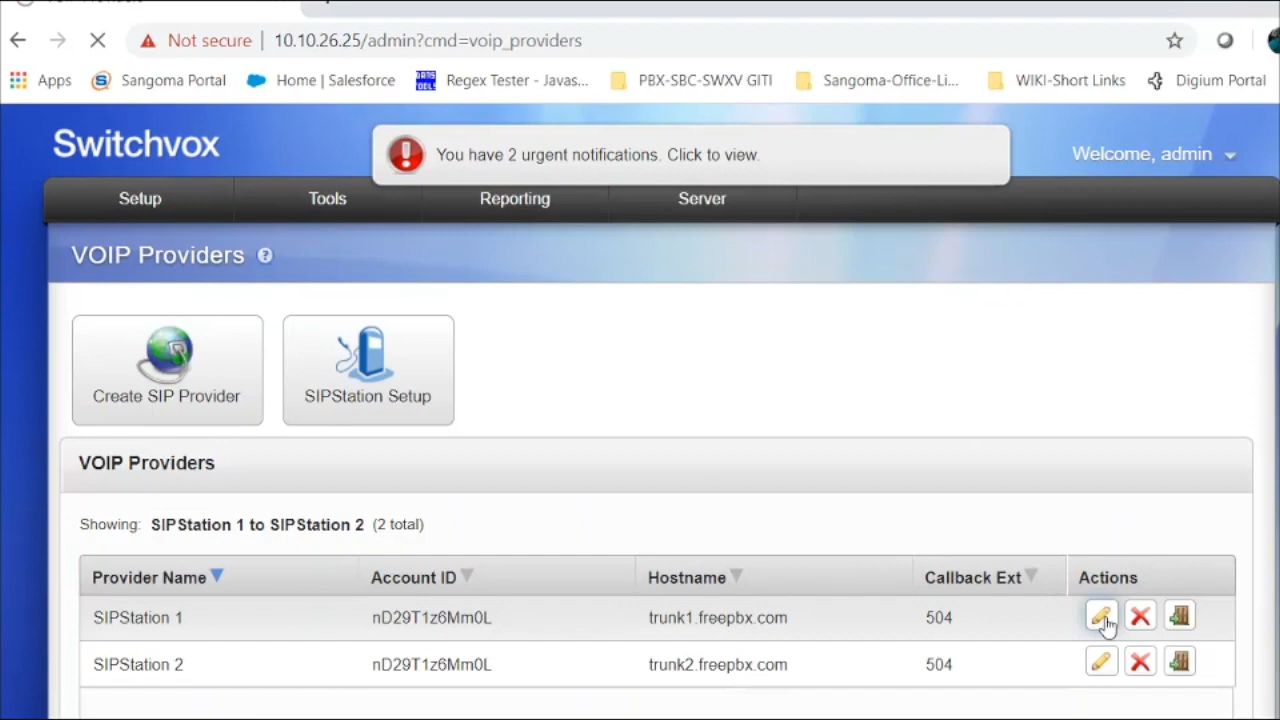 Not secure | 10.10.26.25/admin?cmd=voip_providers
Apps Sangoma Portal Home | Salesforce Regex Tester - Javas... PBX-SBC-SWXV GITI Sangoma-Office-Li... WIKI-Short Links Digium Portal
Switchvox
You have 2 urgent notifications. Click to view.
Welcome, admin
Setup Tools Reporting Server
VOIP Providers ?
Create SIP Provider SIPStation Setup
VOIP Providers
Showing: SIPStation 1 to SIPStation 2 (2 total)
Provider Name Account ID Hostname Callback Ext Actions
SIPStation 1 nD29T1z6Mm0L trunk1.freepbx.com 504
SIPStation 2 nD29T1z6Mm0L trunk2.freepbx.com 504